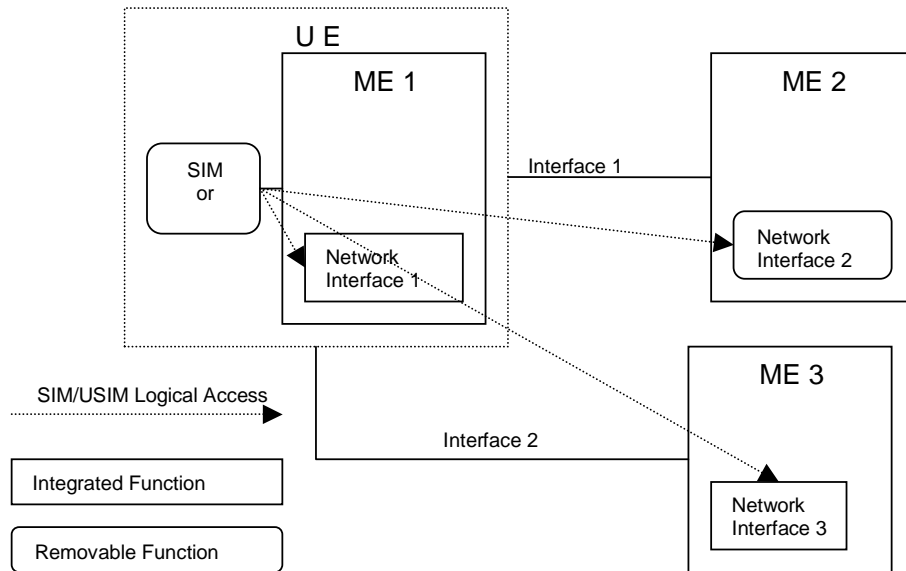 U E
ME 1
ME 2
SIM
or
Interface 1
Network
Interface 1
Network
Interface 2
ME 3
SIM/USIM Logical Access
Interface 2
Integrated Function
Network
Interface 3
Removable Function